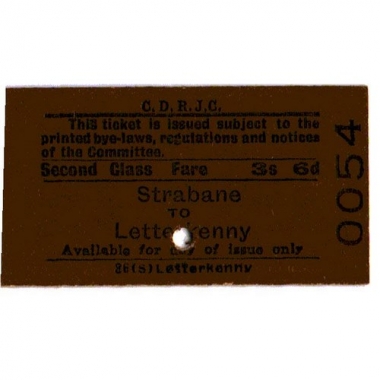 C. D. R. J. C.
This ticket is issued subject to the
printed bye-laws, regulations and notices
of the Committee.
Second Class Fare 3s 6d
Strabane
TO
Letterkenny
Available for day of issue only
26(S) Letterkenny
0054